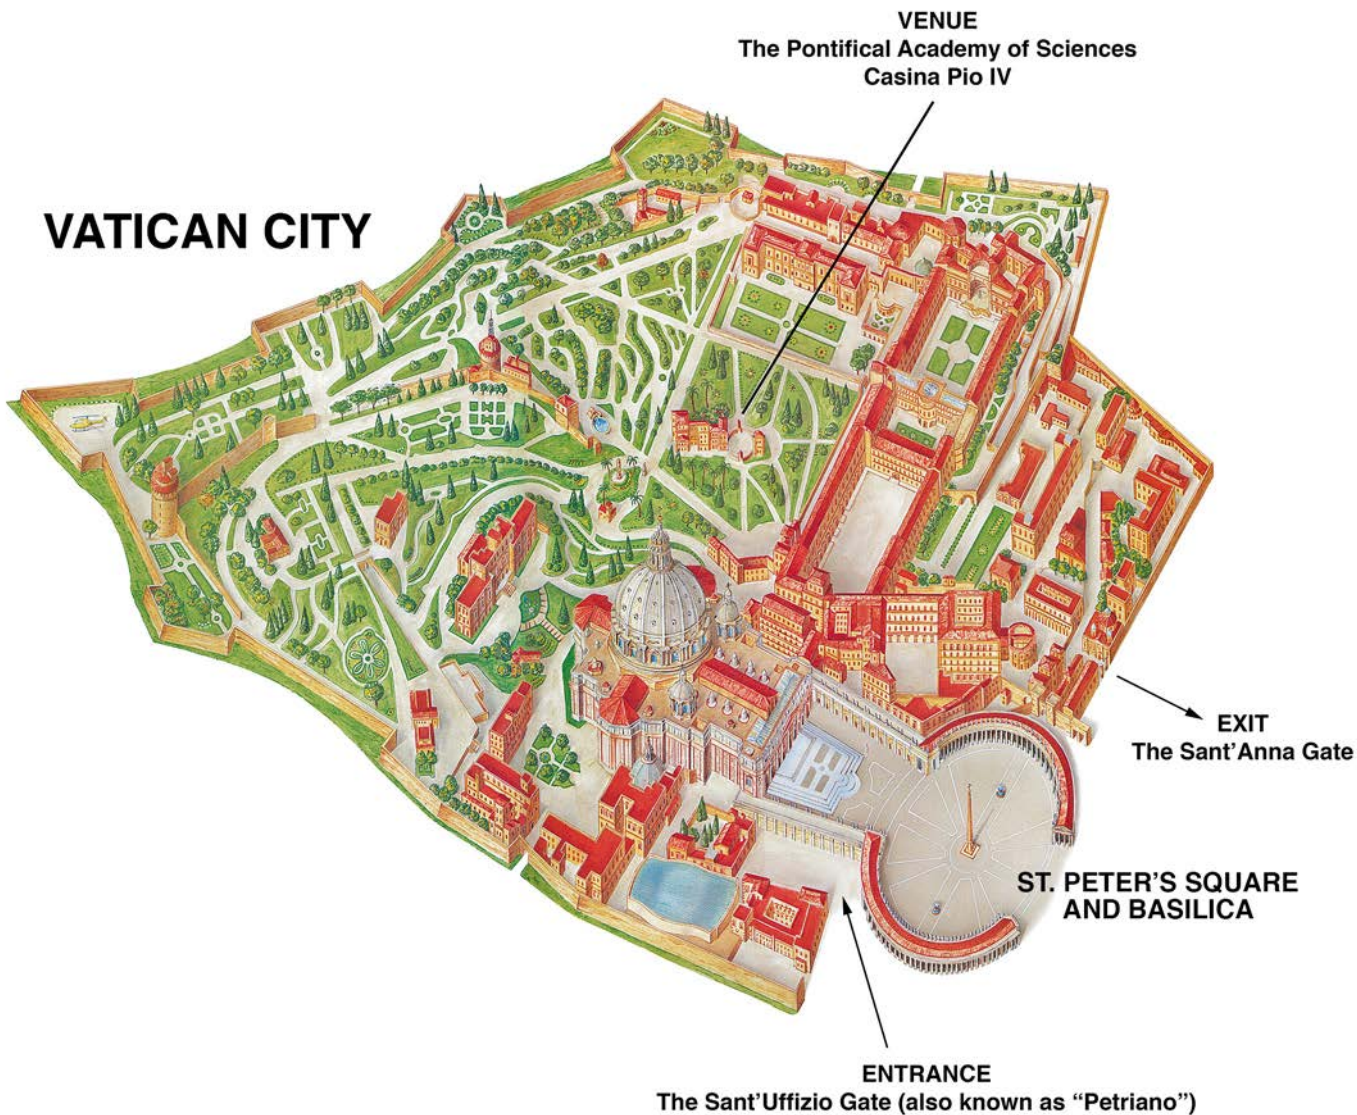 VENUE
The Pontifical Academy of Sciences
Casina Pio IV
VATICAN CITY
EXIT
The Sant'Anna Gate
ST. PETER'S SQUARE
AND BASILICA
ENTRANCE
The Sant'Uffizio Gate (also known as “Petriano”)